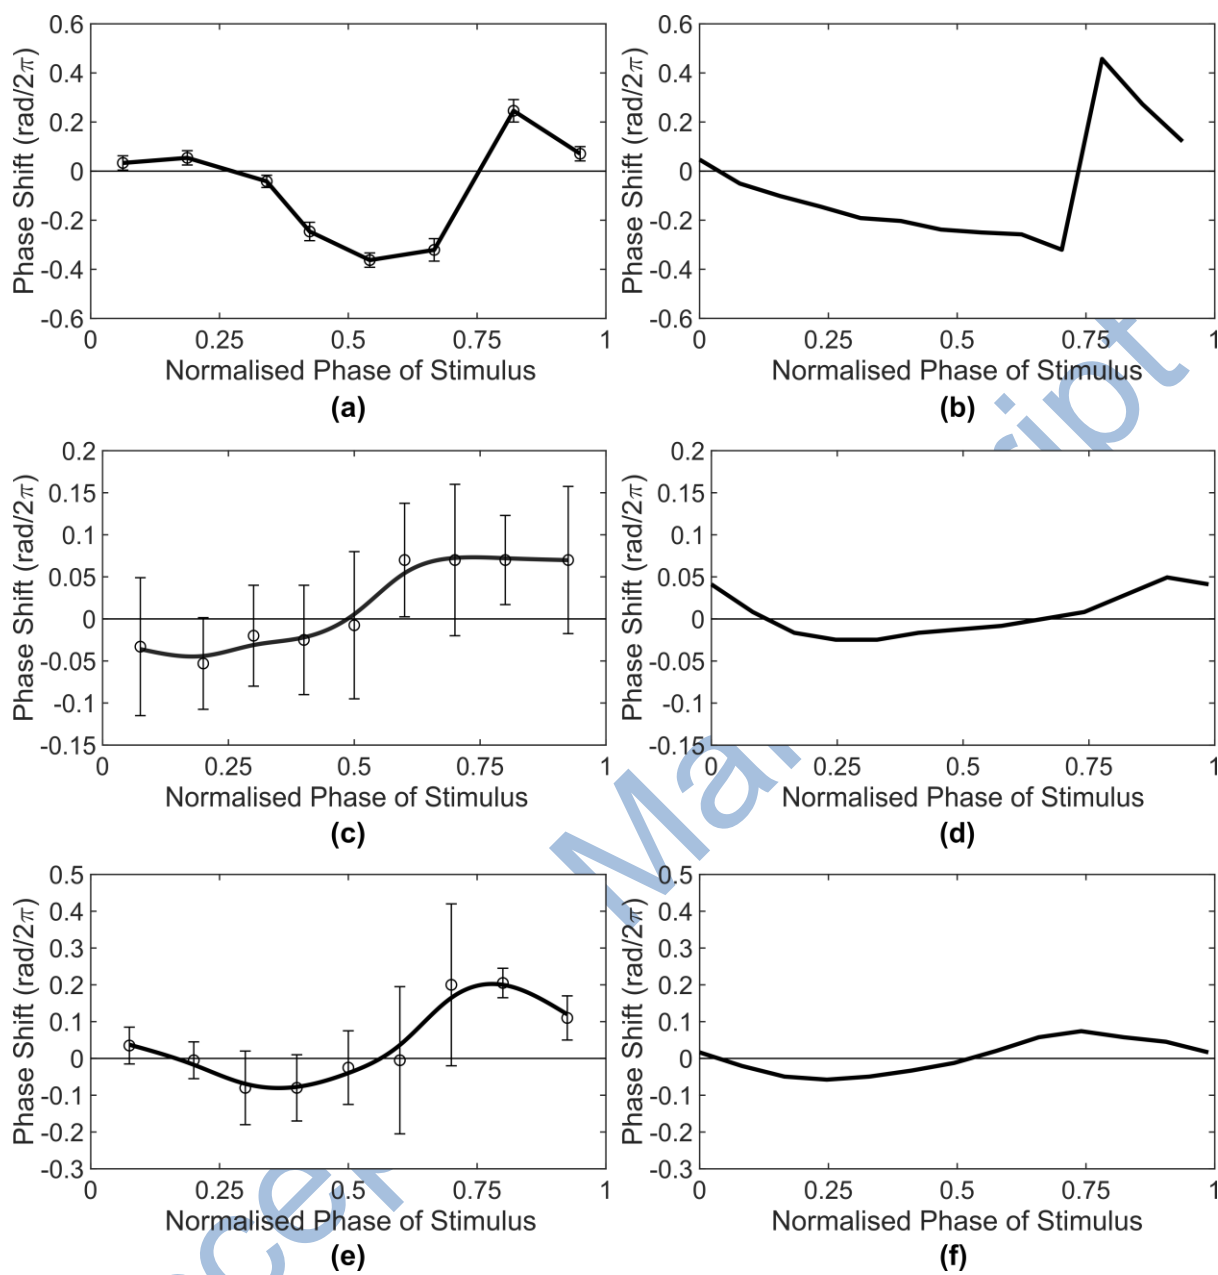 0.6
0.4
0.2
0
-0.2
-0.4
-0.6
Phase Shift (rad/2π)
0 0.25 0.5 0.75 1
Normalised Phase of Stimulus
(a)
0.6
0.4
0.2
0
-0.2
-0.4
-0.6
Phase Shift (rad/2π)
0 0.25 0.5 0.75 1
Normalised Phase of Stimulus
(b)
0.2
0.15
0.1
0.05
0
-0.05
-0.1
-0.15
Phase Shift (rad/2π)
0 0.25 0.5 0.75 1
Normalised Phase of Stimulus
(c)
0.2
0.15
0.1
0.05
0
-0.05
-0.1
-0.15
Phase Shift (rad/2π)
0 0.25 0.5 0.75 1
Normalised Phase of Stimulus
(d)
0.5
0.4
0.3
0.2
0.1
0
-0.1
-0.2
-0.3
Phase Shift (rad/2π)
0 0.25 0.5 0.75 1
Normalised Phase of Stimulus
(e)
0.5
0.4
0.3
0.2
0.1
0
-0.1
-0.2
-0.3
Phase Shift (rad/2π)
0 0.25 0.5 0.75 1
Normalised Phase of Stimulus
(f)